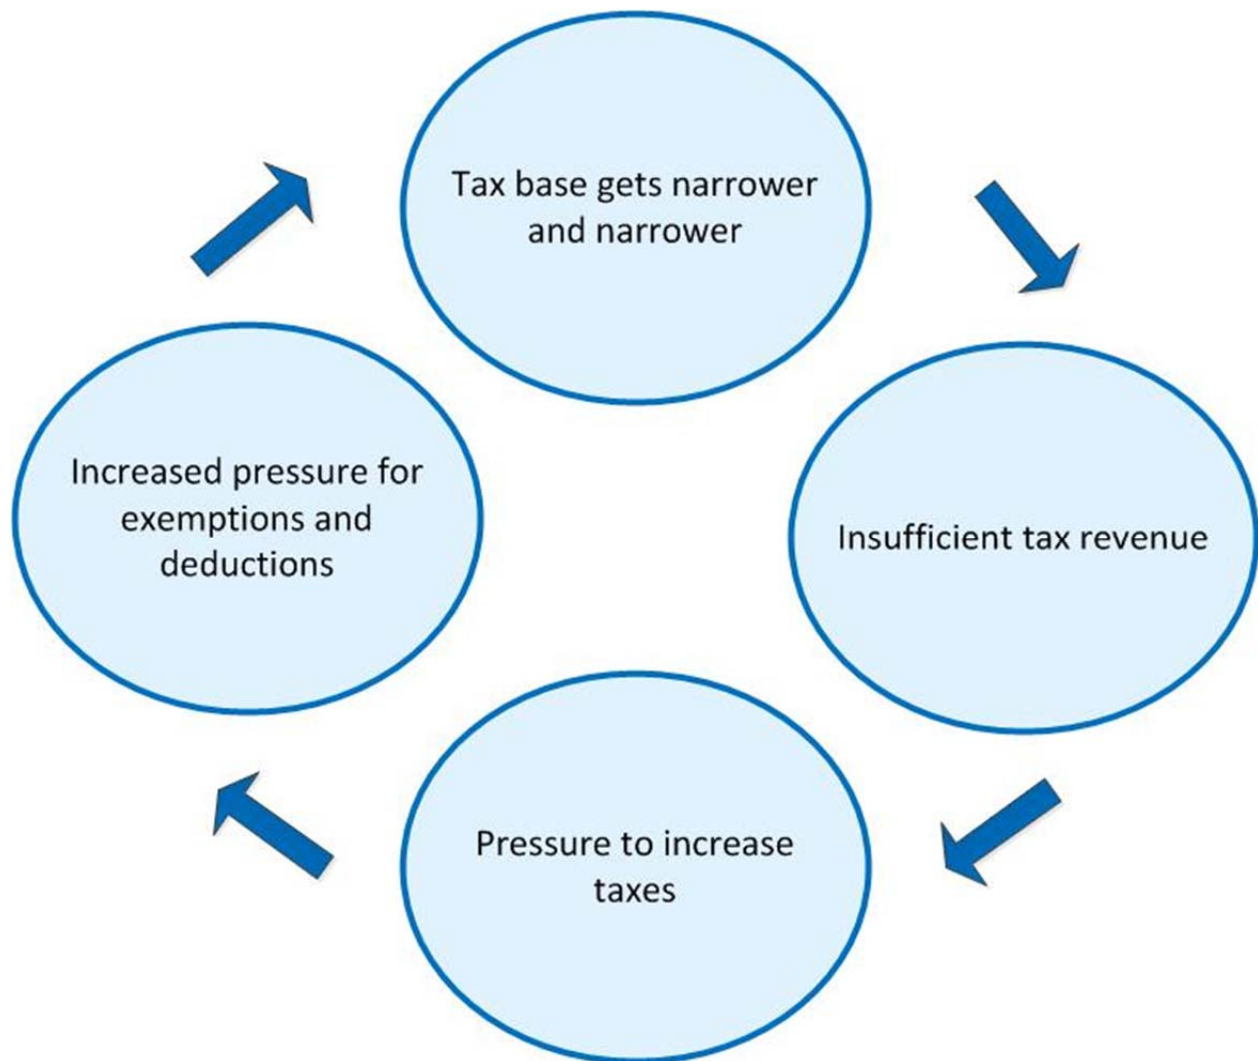 Tax base gets narrower
and narrower
Increased pressure for
exemptions and
deductions
Insufficient tax revenue
Pressure to increase
taxes